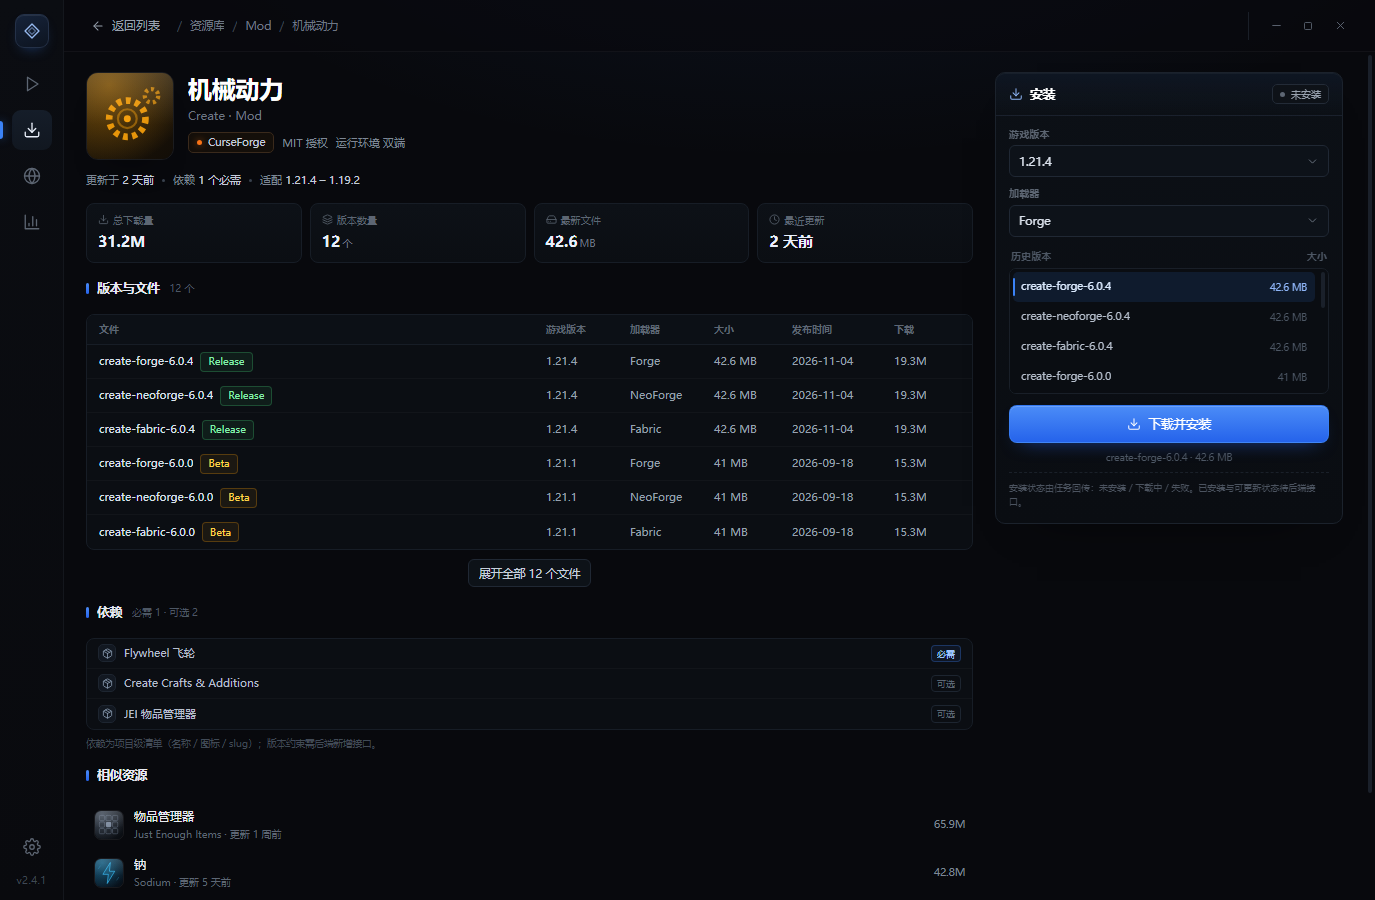 返回列表 / 资源库 / Mod / 机械动力
机械动力
Create · Mod
CurseForge MIT 授权 运行环境 双端
更新于 2 天前 · 依赖 1 个必需 · 适配 1.21.4 – 1.19.2
总下载量
31.2M
版本数量
12 个
最新文件
42.6 MB
最近更新
2 天前
版本与文件 12 个
文件 游戏版本 加载器 大小 发布时间 下载
create-forge-6.0.4 Release 1.21.4 Forge 42.6 MB 2026-11-04 19.3M
create-neoforge-6.0.4 Release 1.21.4 NeoForge 42.6 MB 2026-11-04 19.3M
create-fabric-6.0.4 Release 1.21.4 Fabric 42.6 MB 2026-11-04 19.3M
create-forge-6.0.0 Beta 1.21.1 Forge 41 MB 2026-09-18 15.3M
create-neoforge-6.0.0 Beta 1.21.1 NeoForge 41 MB 2026-09-18 15.3M
create-fabric-6.0.0 Beta 1.21.1 Fabric 41 MB 2026-09-18 15.3M
展开全部 12 个文件
依赖 必需 1 · 可选 2
Flywheel 飞轮 必需
Create Crafts & Additions 可选
JEI 物品管理器 可选
依赖为项目级清单（名称 / 图标 / slug）；版本约束需后端新增接口。
相似资源
物品管理器
Just Enough Items · 更新 1 周前
65.9M
钠
Sodium · 更新 5 天前
42.8M
安装 未安装
游戏版本
1.21.4
加载器
Forge
历史版本 大小
create-forge-6.0.4 42.6 MB
create-neoforge-6.0.4 42.6 MB
create-fabric-6.0.4 42.6 MB
create-forge-6.0.0 41 MB
下载并安装
create-forge-6.0.4 · 42.6 MB
安装状态由任务回传：未安装 / 下载中 / 失败。已安装与可更新状态待后端接
口。
v2.4.1